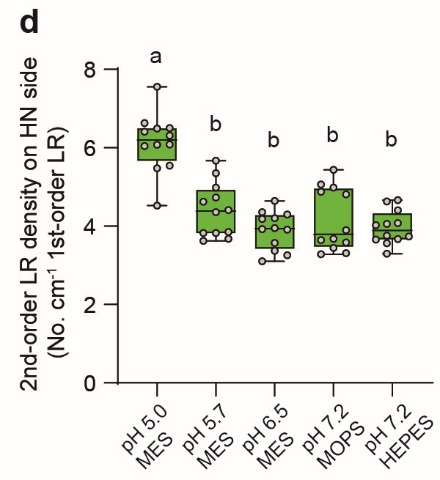 d
2nd-order LR density on HN side
(No. cm⁻¹ 1st-order LR)
8
6
4
2
0
a
b
b
b
b
pH 5.0
MES
pH 5.7
MES
pH 6.5
MES
pH 7.2
MOPS
pH 7.2
HEPES